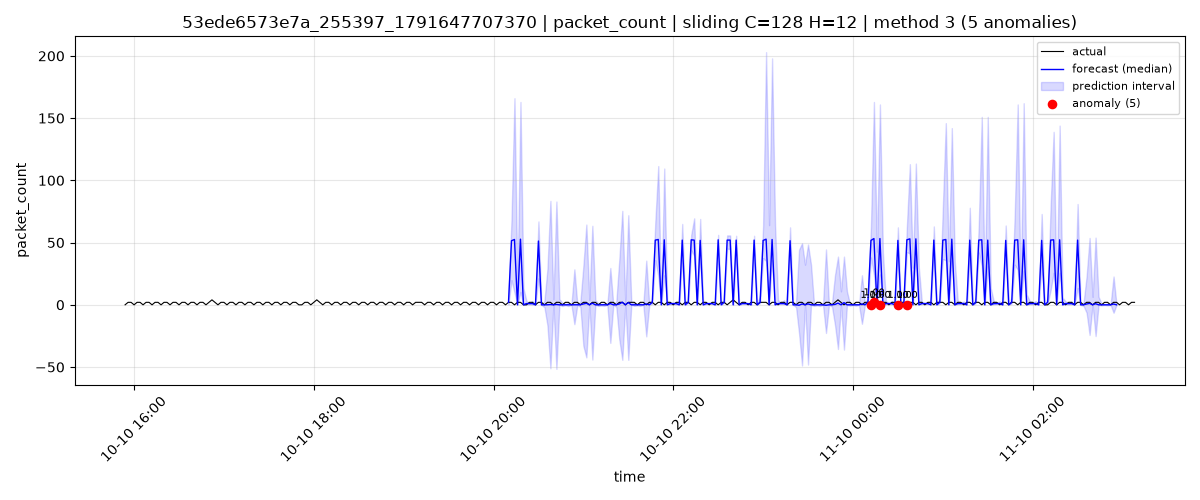 53ede6573e7a_255397_1791647707370 | packet_count | sliding C=128 H=12 | method 3 (5 anomalies)
actual
forecast (median)
prediction interval
anomaly (5)
packet_count
200
150
100
50
0
−50
10-10 16:00
10-10 18:00
10-10 20:00
10-10 22:00
11-10 00:00
11-10 02:00
time